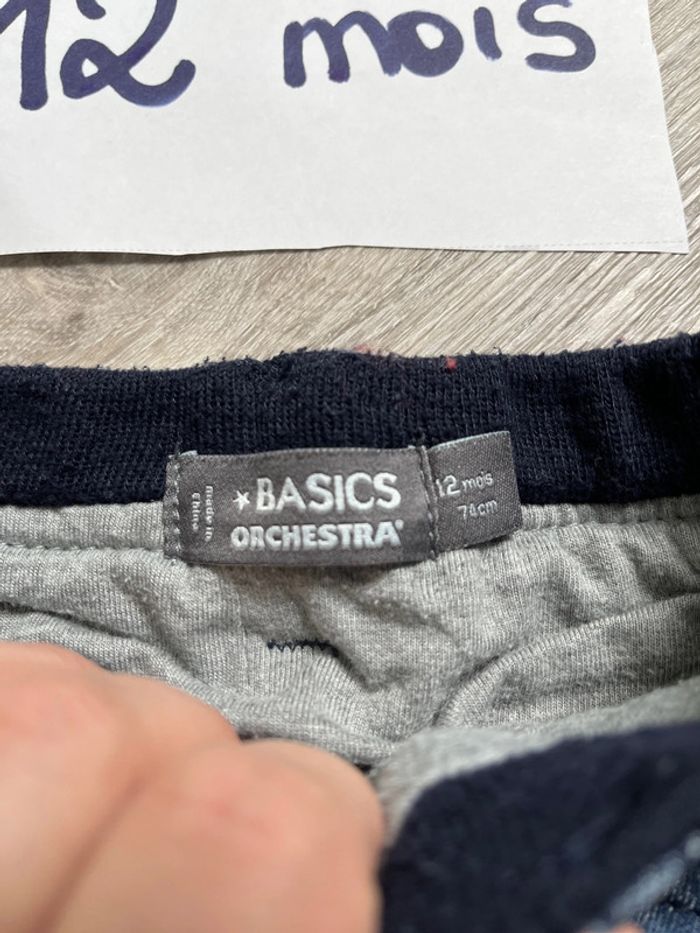 12 mois
★BASICS
ORCHESTRA
made in
China
12 mois
74cm